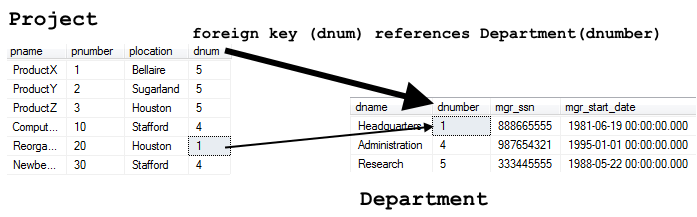 Project
foreign key (dnum) references Department(dnumber)
pname pnumber plocation dnum
ProductX 1 Bellaire 5
ProductY 2 Sugarland 5
ProductZ 3 Houston 5
Comput... 10 Stafford 4
Reorga... 20 Houston 1
Newbe... 30 Stafford 4
dname dnumber mgr_ssn mgr_start_date
Headquarters 1 888665555 1981-06-19 00:00:00.000
Administration 4 987654321 1995-01-01 00:00:00.000
Research 5 333445555 1988-05-22 00:00:00.000
Department